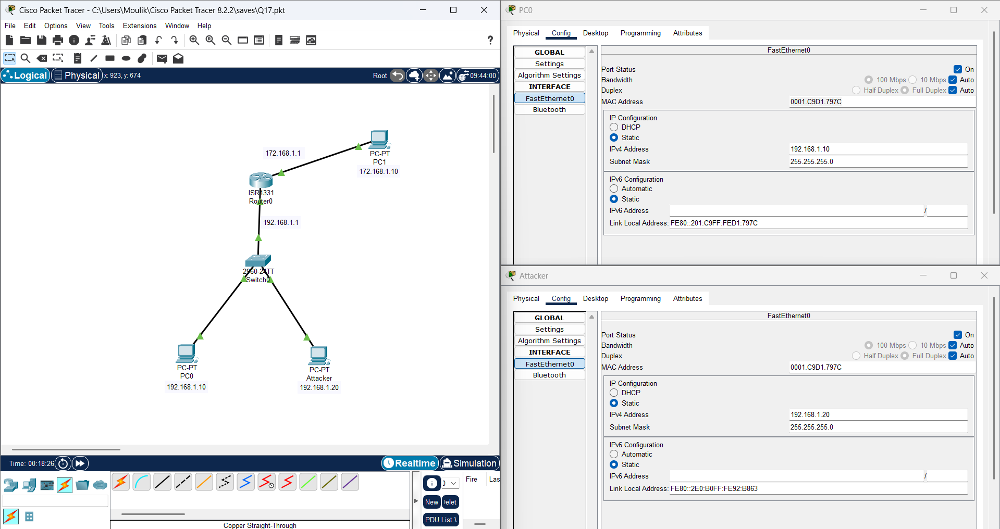 Cisco Packet Tracer - C:\Users\Moulik\Cisco Packet Tracer 8.2.2\saves\Q17.pkt
File Edit Options View Tools Extensions Window Help
?
Logical Physical x: 923, y: 674 Root 09:44:00
172.168.1.1
PC-PT
PC1
172.168.1.10
ISR4331
Router0
192.168.1.1
2960-24TT
Switch0
PC-PT
PC0
192.168.1.10
PC-PT
Attacker
192.168.1.20
Time: 00:18:26 Realtime Simulation
0 Fire Las
New elet
PDU List
Copper Straight-Through
PC0
Physical Config Desktop Programming Attributes
GLOBAL
Settings
Algorithm Settings
INTERFACE
FastEthernet0
Bluetooth
FastEthernet0
Port Status On
Bandwidth 100 Mbps 10 Mbps Auto
Duplex Half Duplex Full Duplex Auto
MAC Address 0001.C9D1.797C
IP Configuration
DHCP
Static
IPv4 Address 192.168.1.10
Subnet Mask 255.255.255.0
IPv6 Configuration
Automatic
Static
IPv6 Address /
Link Local Address: FE80::201:C9FF:FED1:797C
Attacker
Physical Config Desktop Programming Attributes
GLOBAL
Settings
Algorithm Settings
INTERFACE
FastEthernet0
Bluetooth
FastEthernet0
Port Status On
Bandwidth 100 Mbps 10 Mbps Auto
Duplex Half Duplex Full Duplex Auto
MAC Address 0001.C9D1.797C
IP Configuration
DHCP
Static
IPv4 Address 192.168.1.20
Subnet Mask 255.255.255.0
IPv6 Configuration
Automatic
Static
IPv6 Address /
Link Local Address: FE80::2E0:B0FF:FE92:B863